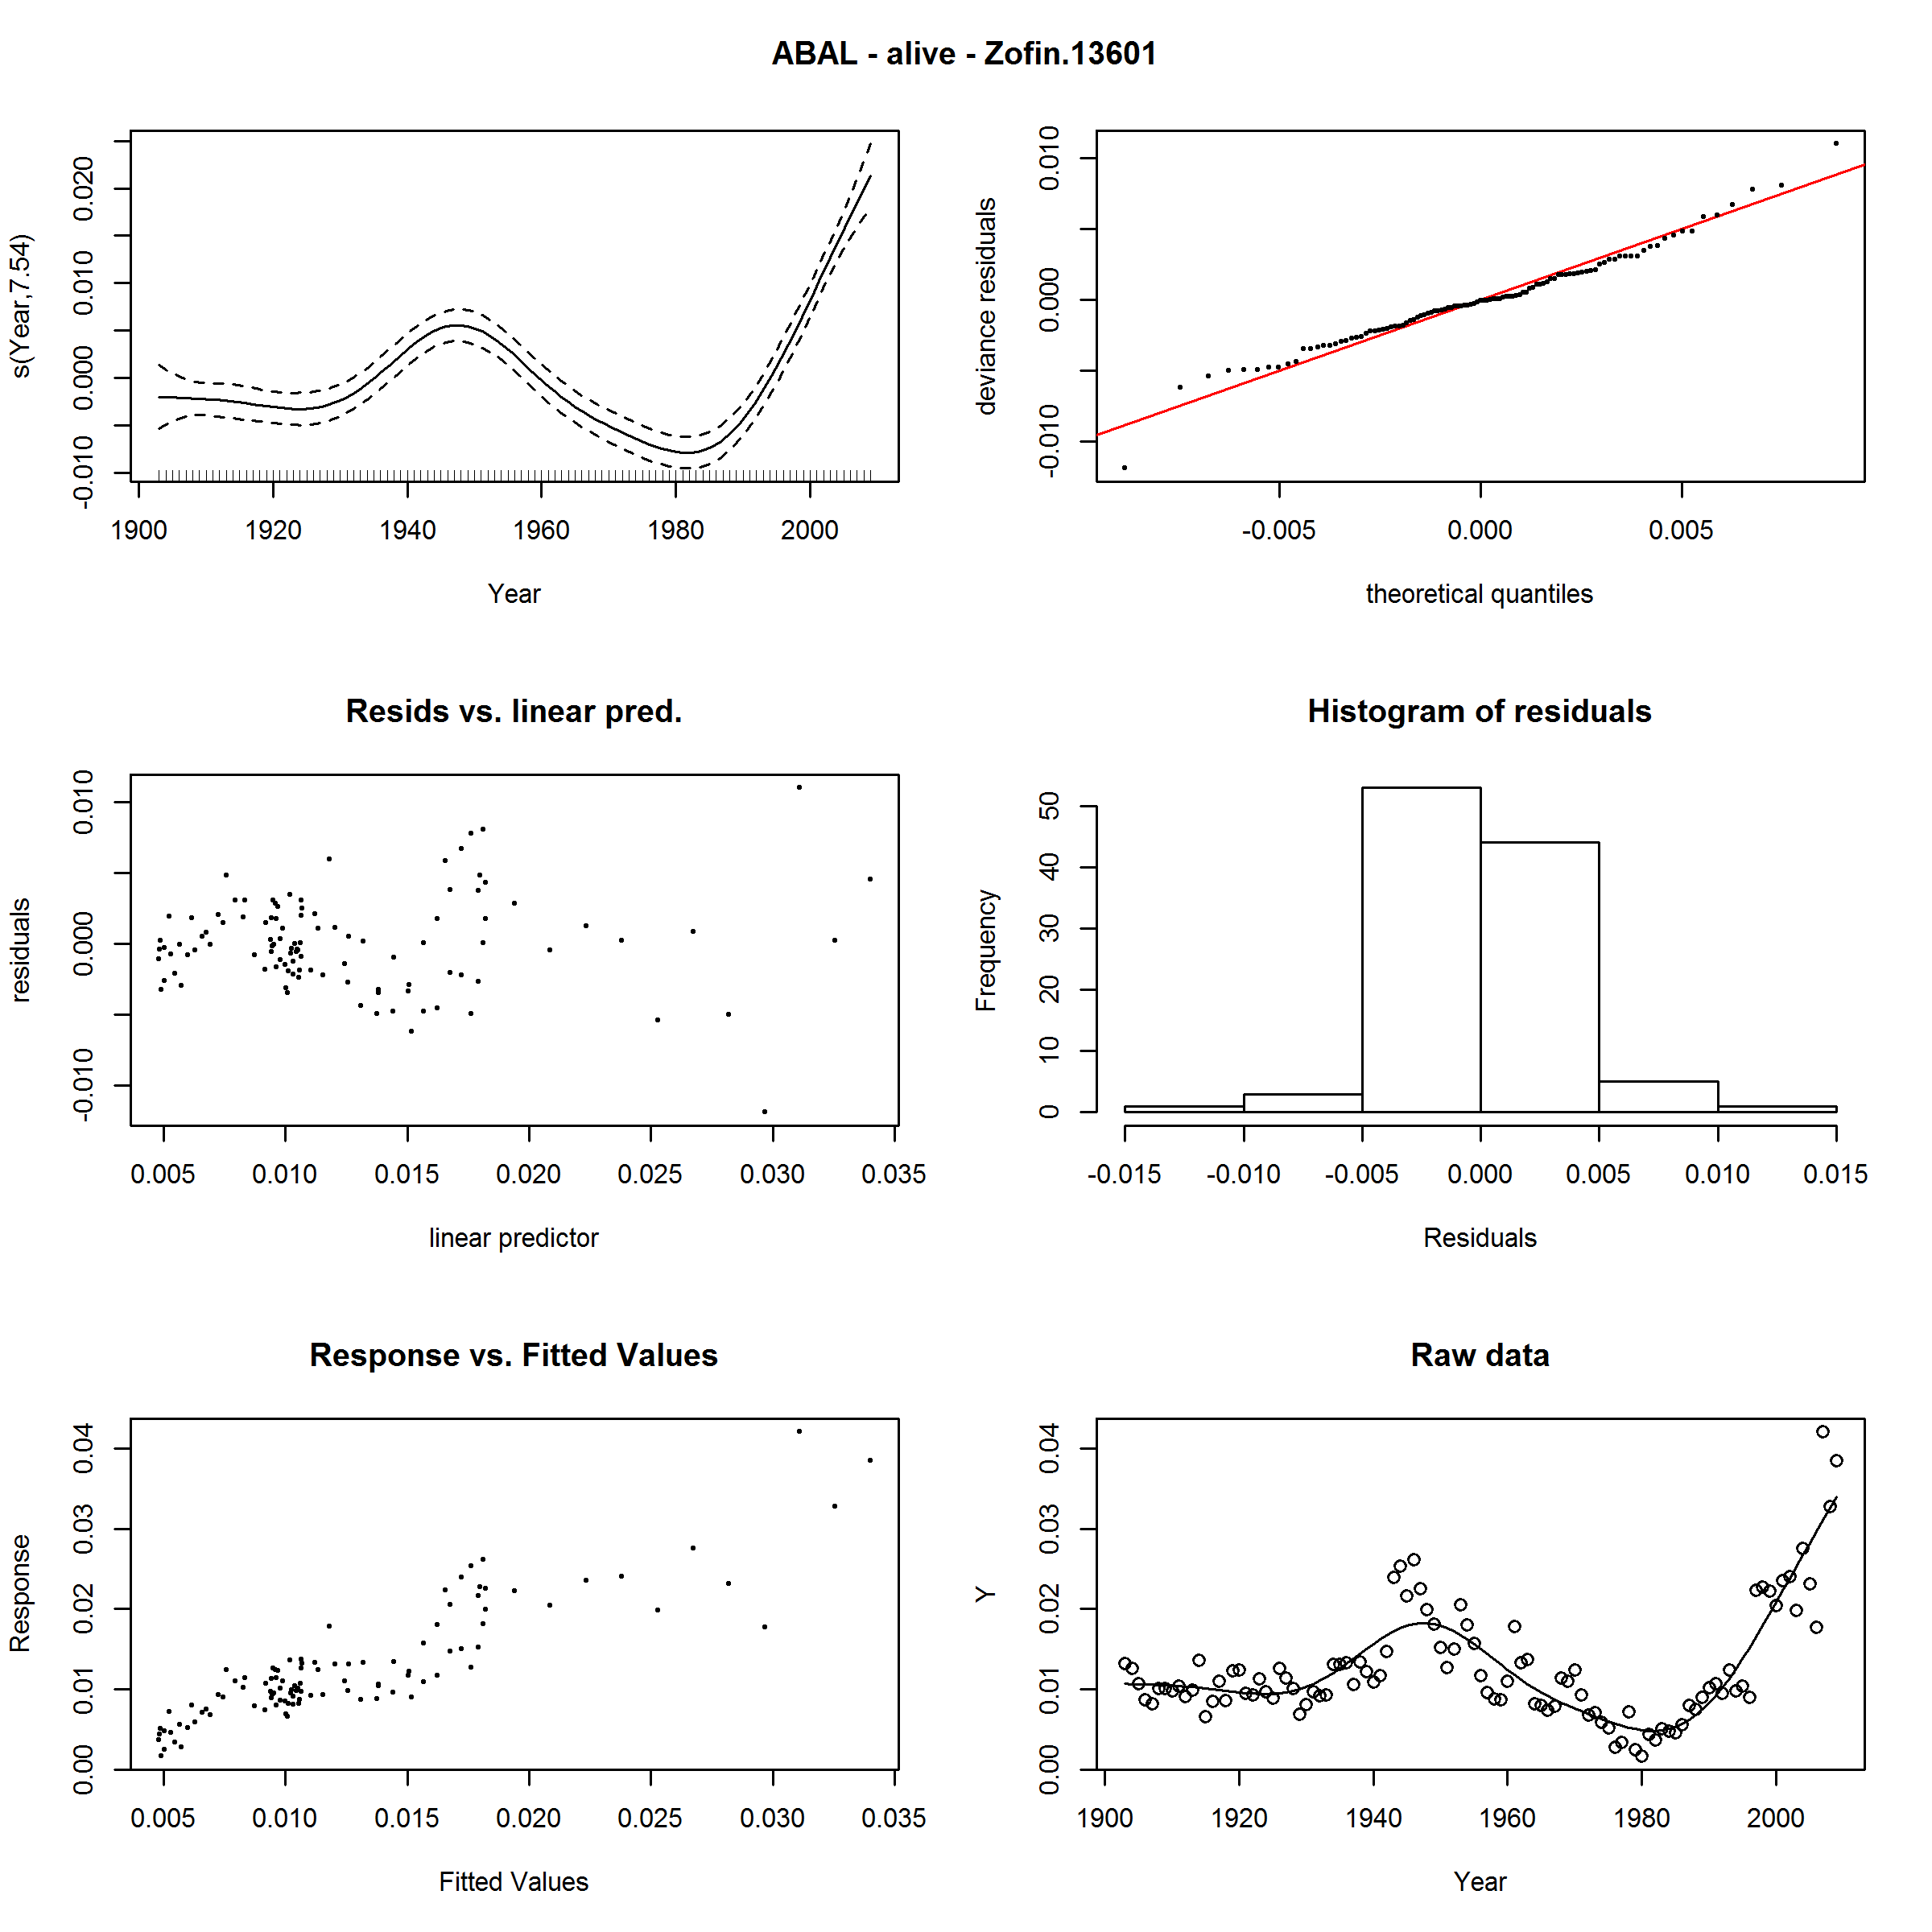 ABAL - alive - Zofin.13601
s(Year,7.54)
-0.010 0.000 0.010 0.020
1900 1920 1940 1960 1980 2000
Year
deviance residuals
-0.010 0.000 0.010
-0.005 0.000 0.005
theoretical quantiles
Resids vs. linear pred.
residuals
-0.010 0.000 0.010
0.005 0.010 0.015 0.020 0.025 0.030 0.035
linear predictor
Histogram of residuals
Frequency
0 10 20 30 40 50
-0.015 -0.010 -0.005 0.000 0.005 0.010 0.015
Residuals
Response vs. Fitted Values
Response
0.00 0.01 0.02 0.03 0.04
0.005 0.010 0.015 0.020 0.025 0.030 0.035
Fitted Values
Raw data
Y
0.00 0.01 0.02 0.03 0.04
1900 1920 1940 1960 1980 2000
Year